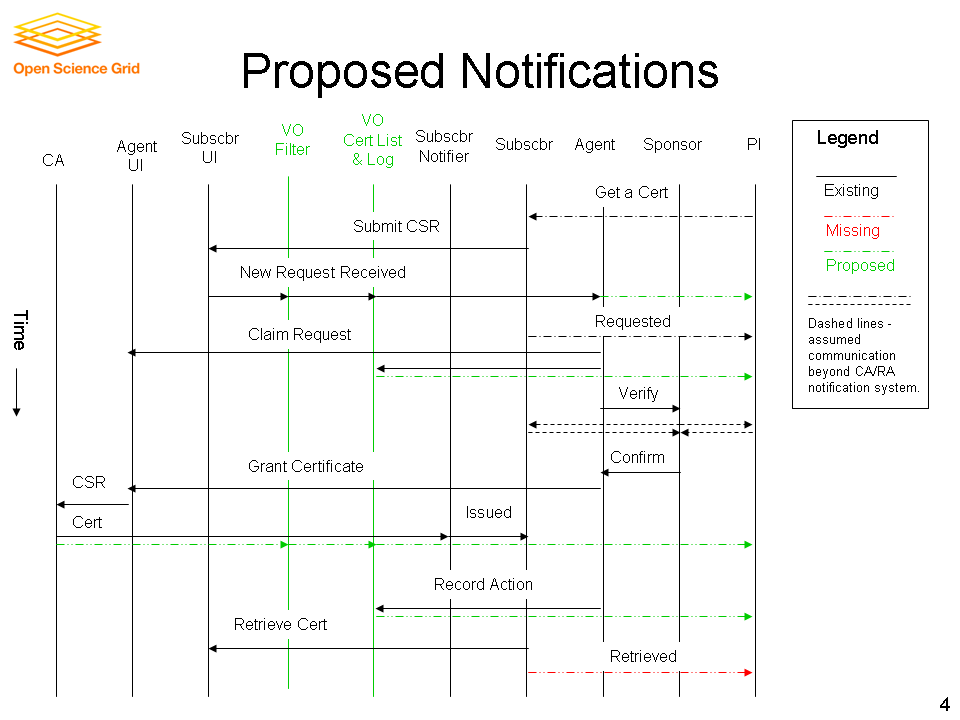 Open Science Grid
Proposed Notifications
CA
Agent
UI
Subscbr
UI
VO
Filter
VO
Cert List
& Log
Subscbr
Notifier
Subscbr
Agent
Sponsor
PI
Legend
Existing
Missing
Proposed
Dashed lines -
assumed
communication
beyond CA/RA
notification system.
Time
Get a Cert
Submit CSR
New Request Received
Requested
Claim Request
Verify
Confirm
Grant Certificate
CSR
Issued
Cert
Record Action
Retrieve Cert
Retrieved
4